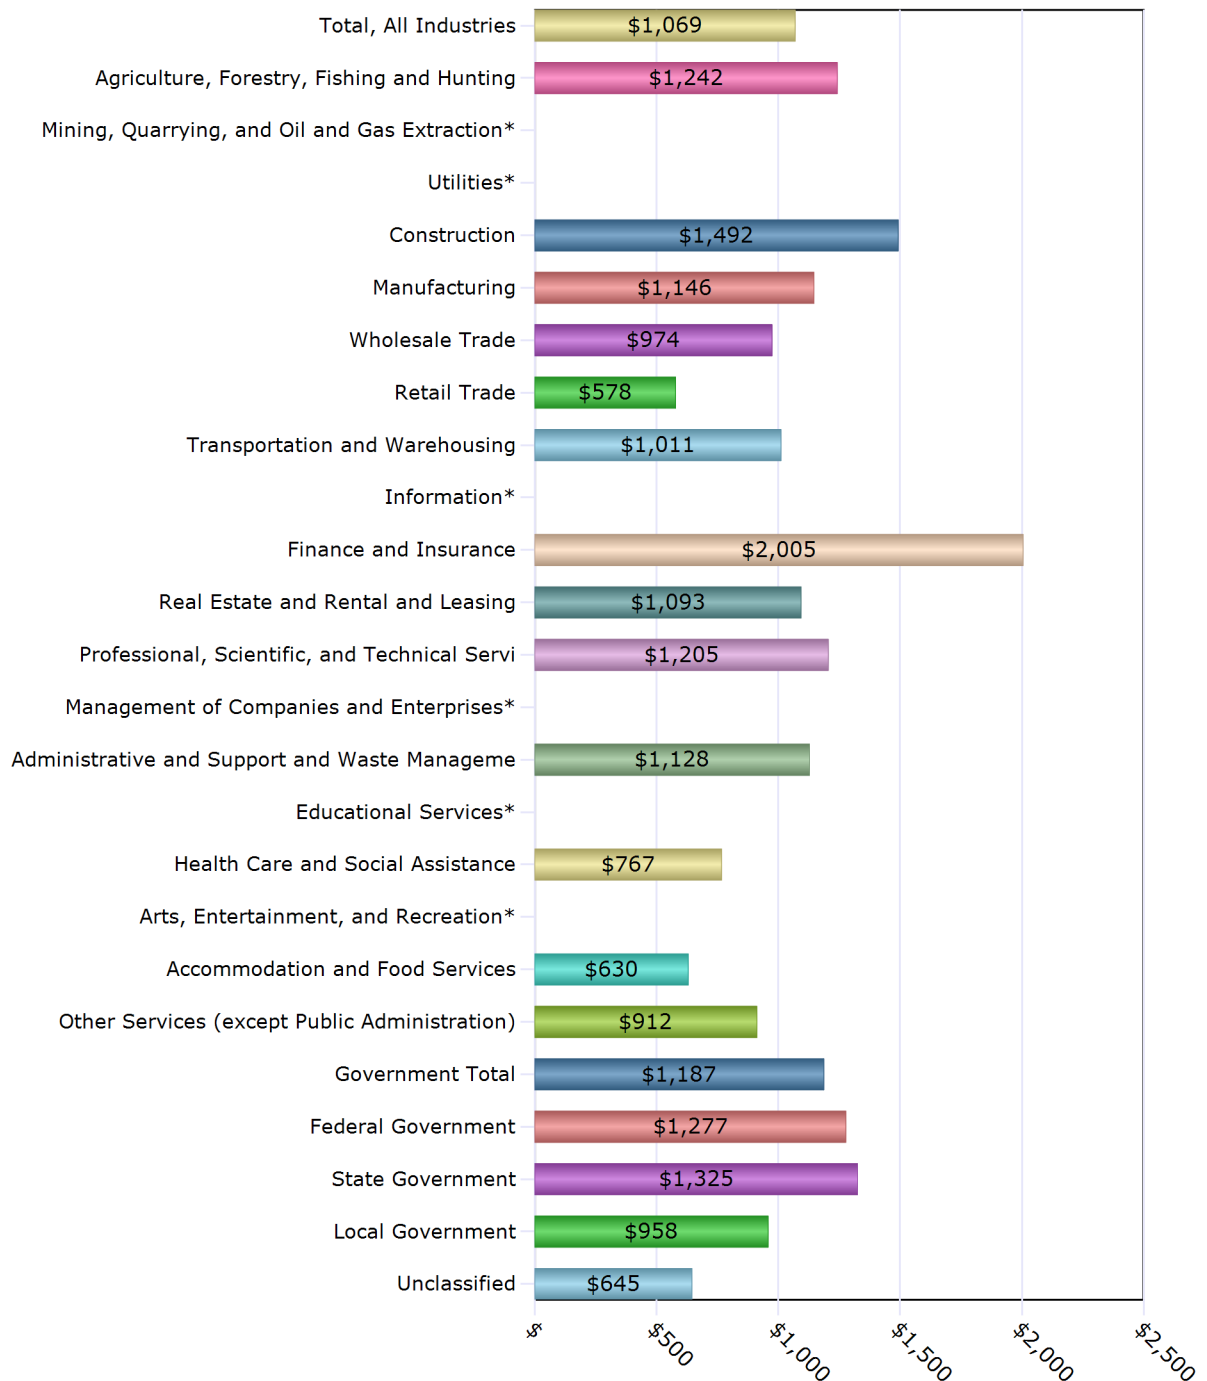 Total, All Industries $1,069
Agriculture, Forestry, Fishing and Hunting $1,242
Mining, Quarrying, and Oil and Gas Extraction*
Utilities*
Construction $1,492
Manufacturing $1,146
Wholesale Trade $974
Retail Trade $578
Transportation and Warehousing $1,011
Information*
Finance and Insurance $2,005
Real Estate and Rental and Leasing $1,093
Professional, Scientific, and Technical Servi $1,205
Management of Companies and Enterprises*
Administrative and Support and Waste Manageme $1,128
Educational Services*
Health Care and Social Assistance $767
Arts, Entertainment, and Recreation*
Accommodation and Food Services $630
Other Services (except Public Administration) $912
Government Total $1,187
Federal Government $1,277
State Government $1,325
Local Government $958
Unclassified $645
$ $500 $1,000 $1,500 $2,000 $2,500